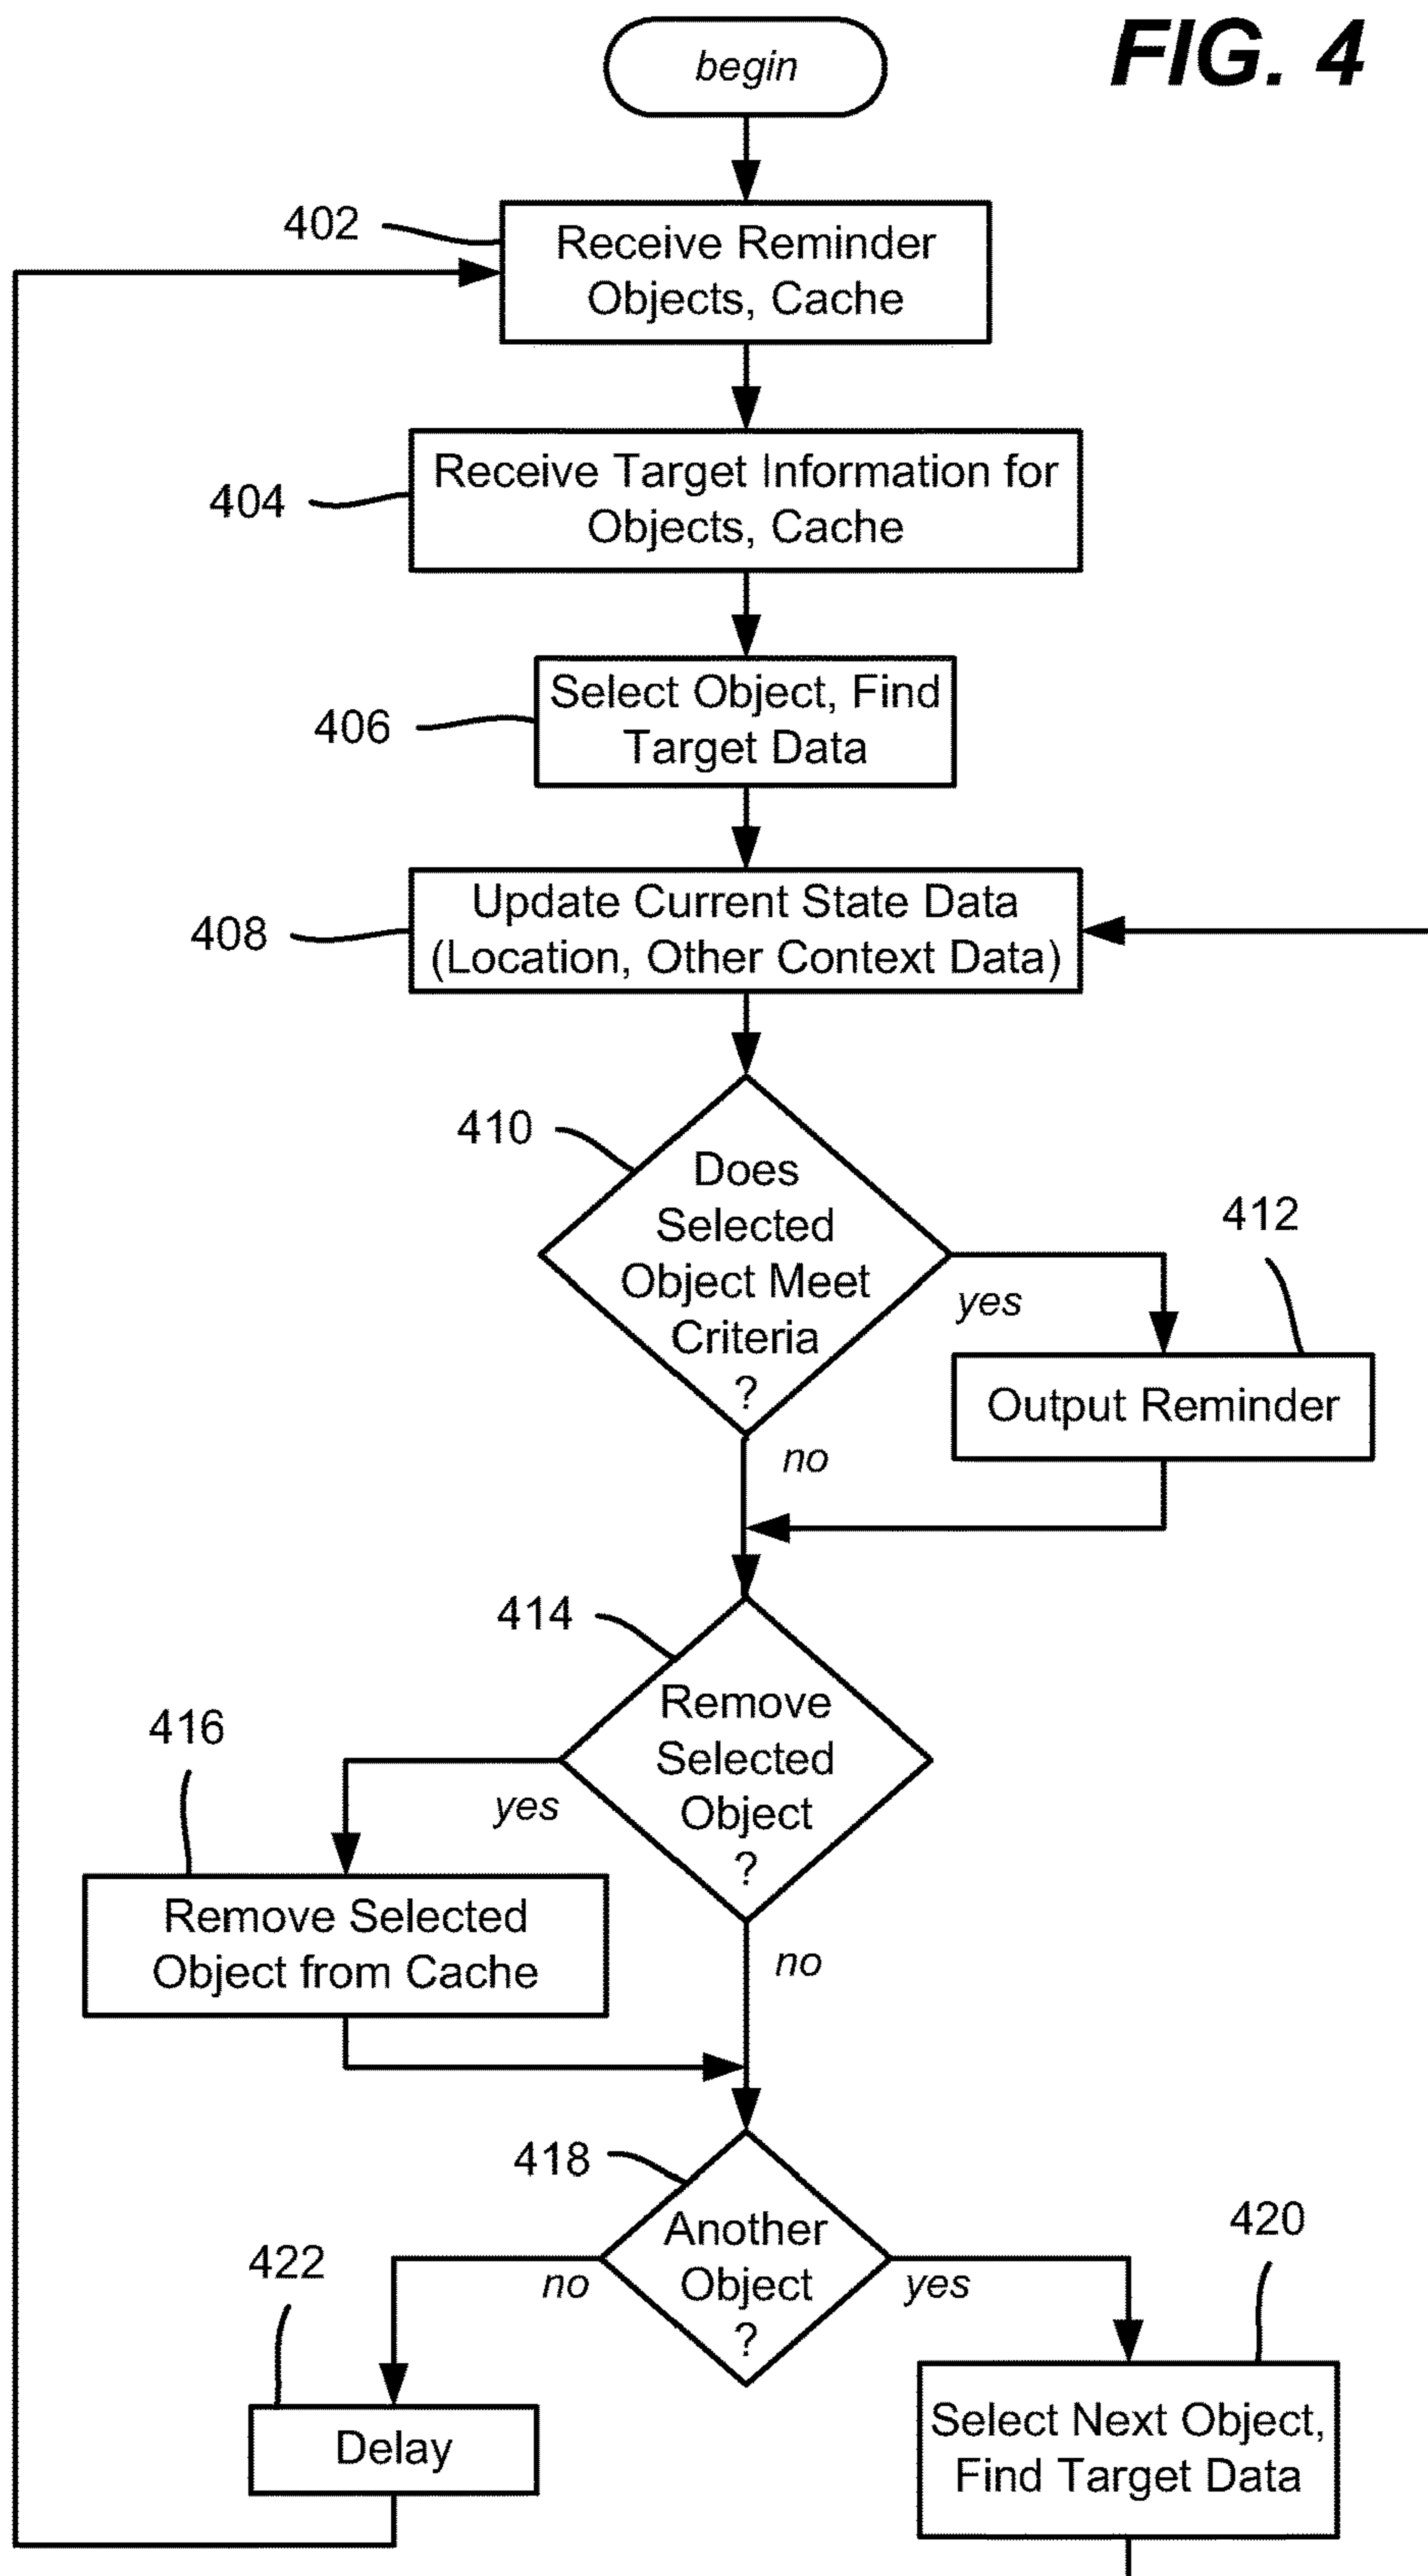 FIG. 4
begin
402
Receive Reminder
Objects, Cache
404
Receive Target Information for
Objects, Cache
406
Select Object, Find
Target Data
408
Update Current State Data
(Location, Other Context Data)
410
Does
Selected
Object Meet
Criteria
?
yes
412
Output Reminder
no
414
Remove
Selected
Object
?
416
yes
Remove Selected
Object from Cache
no
418
Another
Object
?
422
no
yes
420
Delay
Select Next Object,
Find Target Data